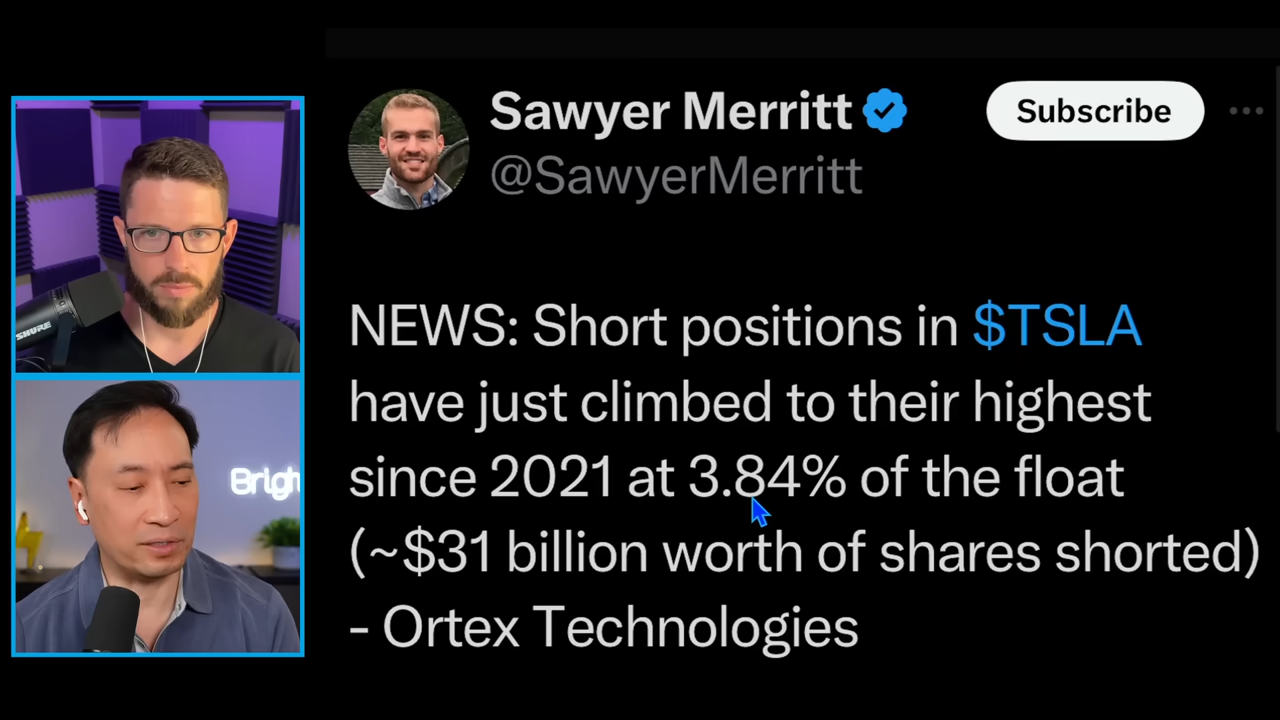 Sawyer Merritt
Subscribe
@SawyerMerritt
NEWS: Short positions in $TSLA
have just climbed to their highest
since 2021 at 3.84% of the float
(~$31 billion worth of shares shorted)
- Ortex Technologies
SHURE
Brigh